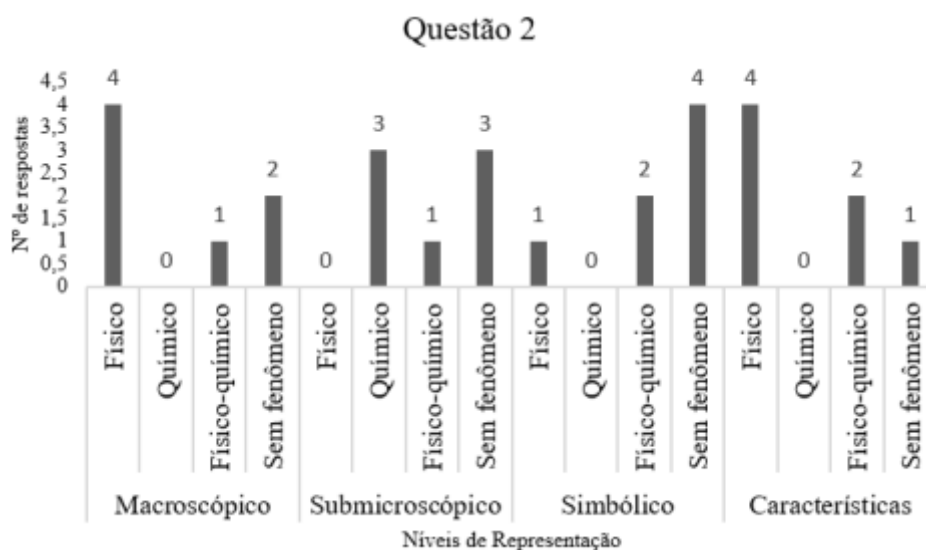 Questão 2
Nº de respostas
4,5
4
3,5
3
2,5
2
1,5
1
0,5
0
4
0
1
2
0
3
1
3
1
0
2
4
4
0
2
1
Físico
Químico
Físico-químico
Sem fenômeno
Físico
Químico
Físico-químico
Sem fenômeno
Físico
Químico
Físico-químico
Sem fenômeno
Físico
Químico
Físico-químico
Sem fenômeno
Macroscópico
Submicroscópico
Simbólico
Características
Níveis de Representação